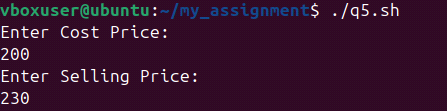 vboxuser@ubuntu:~/my_assignment$ ./q5.sh
Enter Cost Price:
200
Enter Selling Price:
230